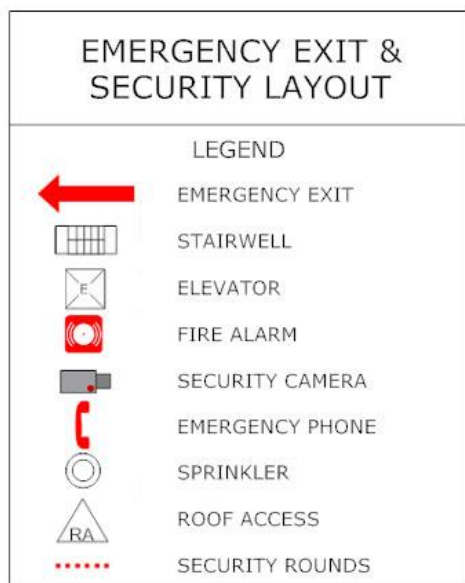 EMERGENCY EXIT &
SECURITY LAYOUT
LEGEND
EMERGENCY EXIT
STAIRWELL
E
ELEVATOR
FIRE ALARM
SECURITY CAMERA
EMERGENCY PHONE
SPRINKLER
RA
ROOF ACCESS
SECURITY ROUNDS